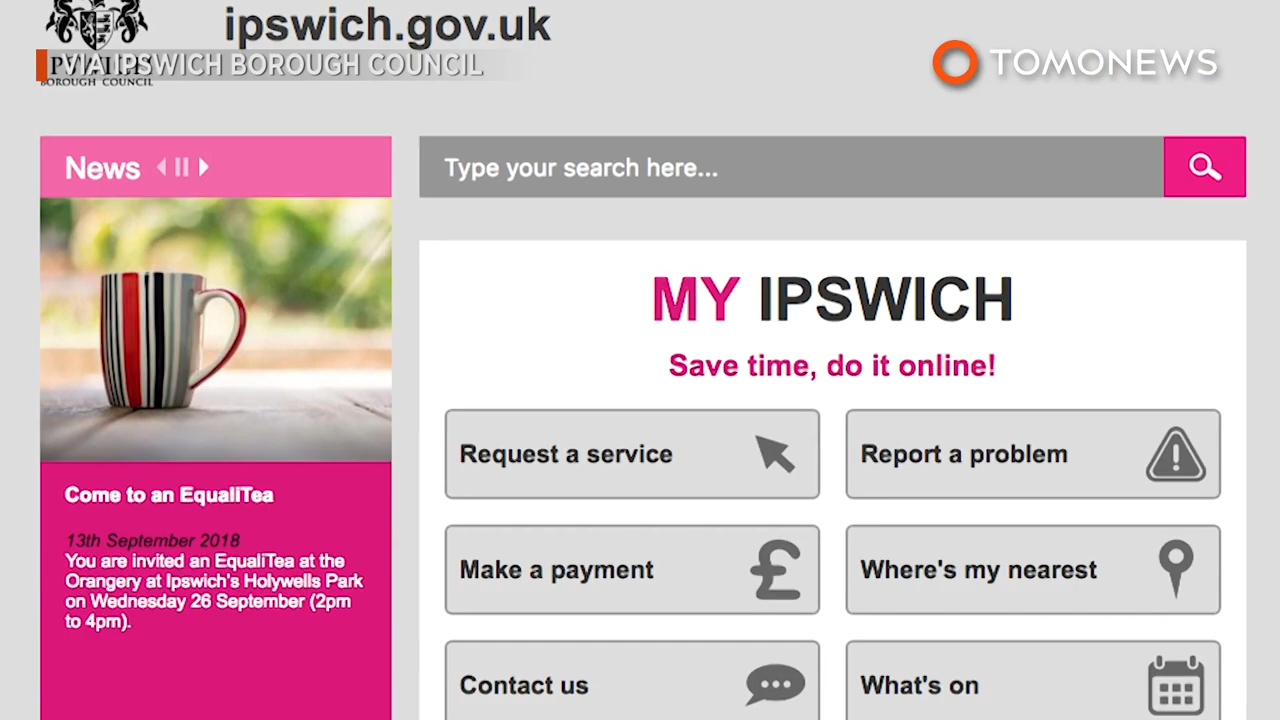 ipswich.gov.uk
VIA IPSWICH BOROUGH COUNCIL
BOROUGH COUNCIL
TOMONEWS
News
Type your search here...
MY IPSWICH
Save time, do it online!
Request a service
Report a problem
Come to an EqualiTea
13th September 2018
You are invited an EqualiTea at the
Orangery at Ipswich's Holywells Park
on Wednesday 26 September (2pm
to 4pm).
Make a payment
Where's my nearest
Contact us
What's on